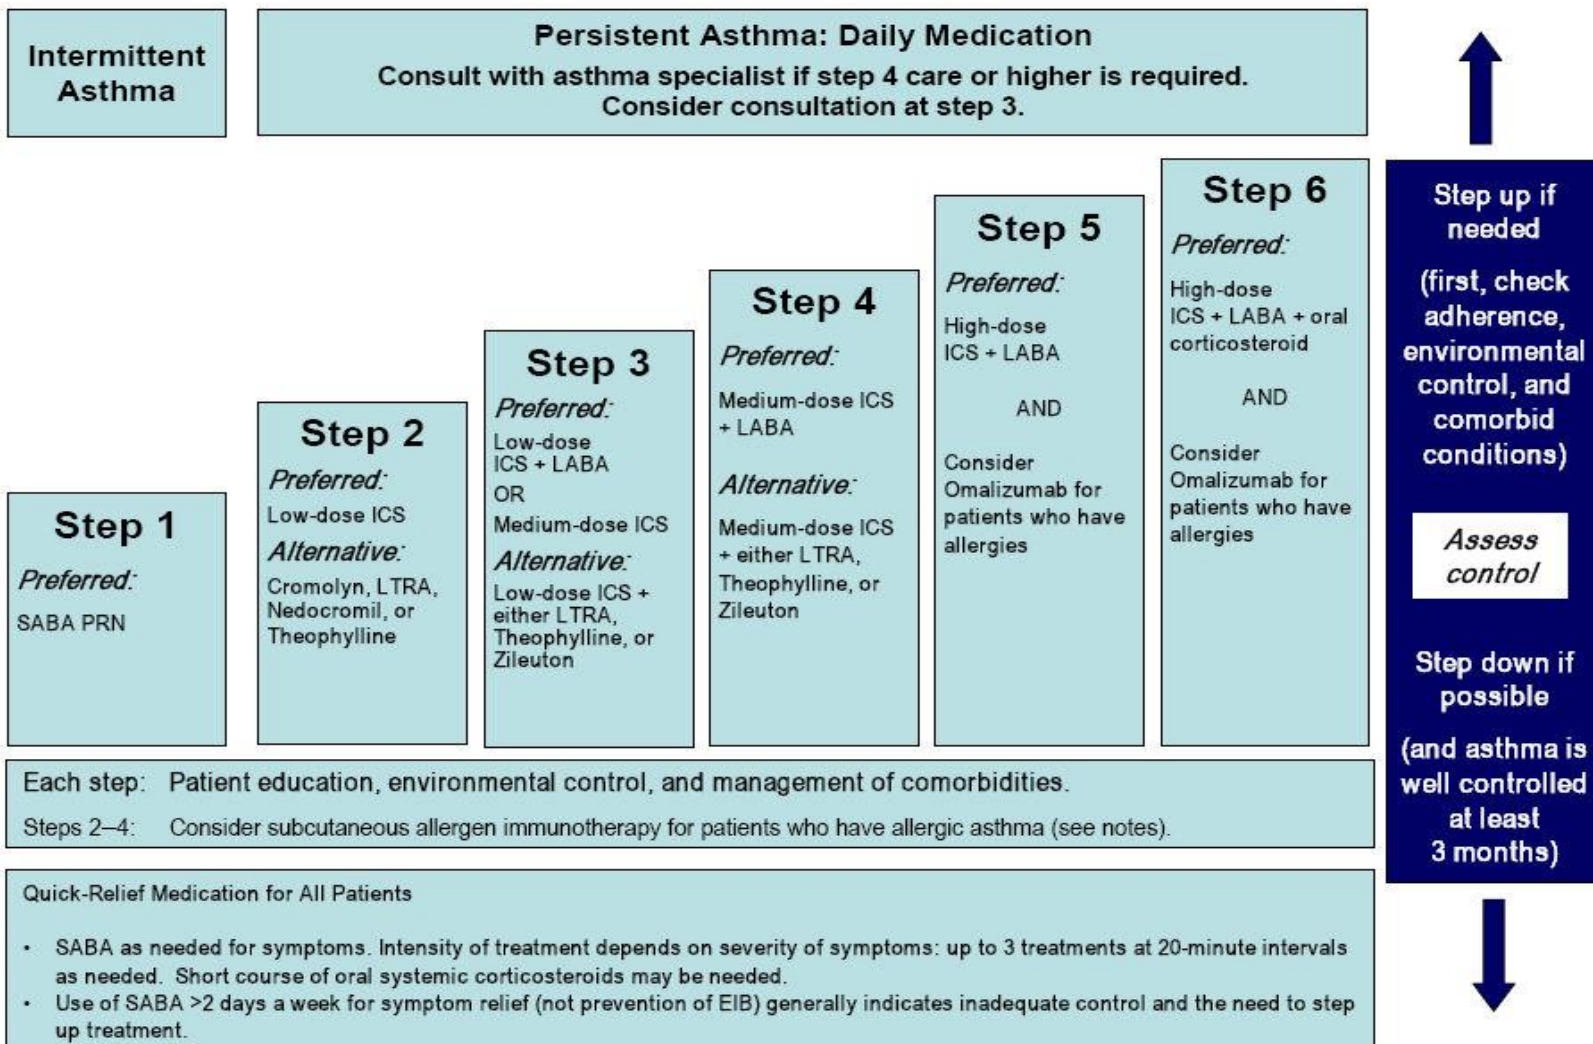 Intermittent
Asthma
Persistent Asthma: Daily Medication
Consult with asthma specialist if step 4 care or higher is required.
Consider consultation at step 3.
Step 1
Preferred:
SABA PRN
Step 2
Preferred:
Low-dose ICS
Alternative:
Cromolyn, LTRA,
Nedocromil, or
Theophylline
Step 3
Preferred:
Low-dose
ICS + LABA
OR
Medium-dose ICS
Alternative:
Low-dose ICS +
either LTRA,
Theophylline, or
Zileuton
Step 4
Preferred:
Medium-dose ICS
+ LABA
Alternative:
Medium-dose ICS
+ either LTRA,
Theophylline, or
Zileuton
Step 5
Preferred:
High-dose
ICS + LABA
AND
Consider
Omalizumab for
patients who have
allergies
Step 6
Preferred:
High-dose
ICS + LABA + oral
corticosteroid
AND
Consider
Omalizumab for
patients who have
allergies
Step up if
needed
(first, check
adherence,
environmental
control, and
comorbid
conditions)
Assess
control
Step down if
possible
(and asthma is
well controlled
at least
3 months)
Each step: Patient education, environmental control, and management of comorbidities.
Steps 2–4: Consider subcutaneous allergen immunotherapy for patients who have allergic asthma (see notes).
Quick-Relief Medication for All Patients
• SABA as needed for symptoms. Intensity of treatment depends on severity of symptoms: up to 3 treatments at 20-minute intervals
as needed. Short course of oral systemic corticosteroids may be needed.
• Use of SABA >2 days a week for symptom relief (not prevention of EIB) generally indicates inadequate control and the need to step
up treatment.